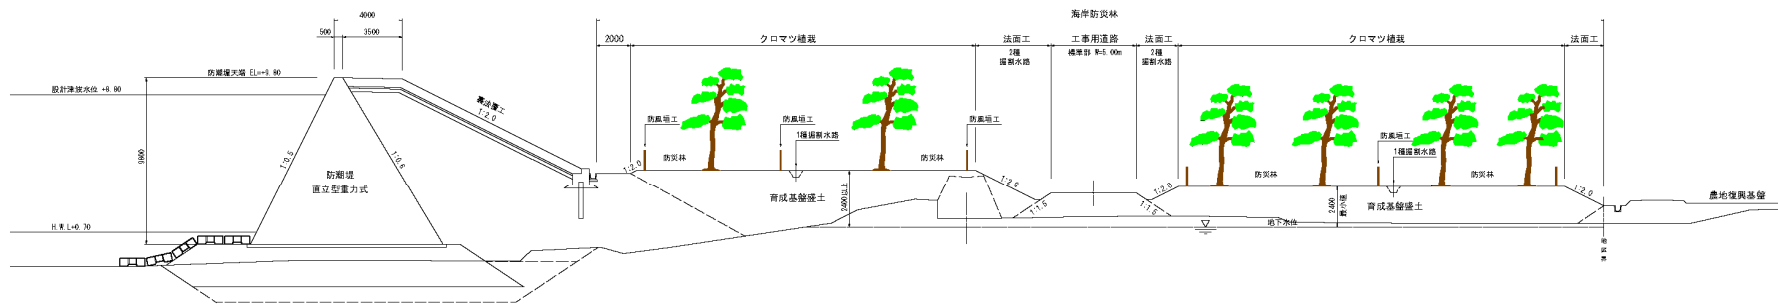 海岸防災林
4000
500
3500
2000
クロマツ植栽
法面工
工事用道路
法面工
クロマツ植栽
法面工
2種
掘割水路
標準部 W=5.00m
2種
掘割水路
防潮堤天端 EL=+9.80
設計津波水位 +8.80
裏法覆工
1:2.0
防風垣工
防風垣工
防風垣工
1種掘割水路
防風垣工
1種掘割水路
9800
1:0.5
1:0.6
防潮堤
直立型重力式
1:2.0
防災林
防災林
1:2.0
1:2.0
防災林
防災林
1:2.0
2400以上
育成基盤盛土
1:1.5
1:1.5
2400
最小値
育成基盤盛土
農地復興基盤
地下水位
H.W.L+0.70